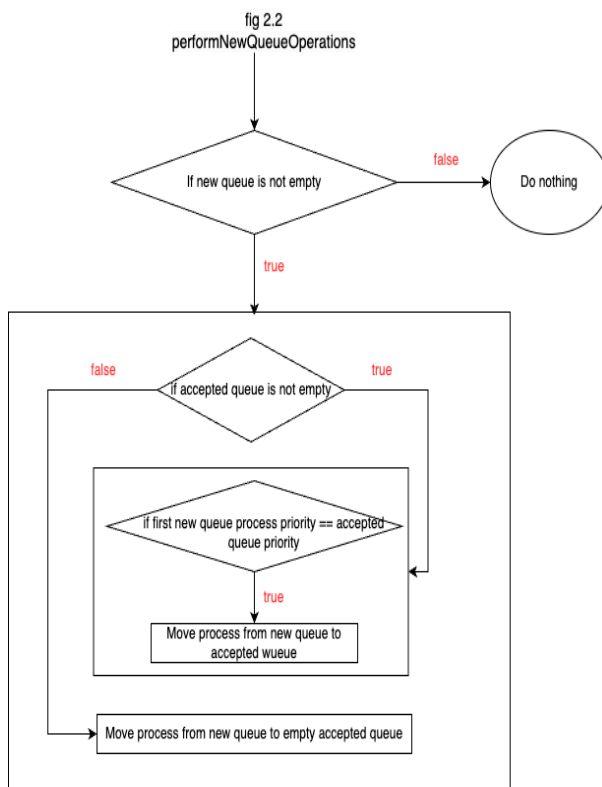 fig 2.2
performNewQueueOperations
If new queue is not empty
false
Do nothing
true
false
if accepted queue is not empty
true
if first new queue process priority == accepted
queue priority
true
Move process from new queue to
accepted wueue
Move process from new queue to empty accepted queue